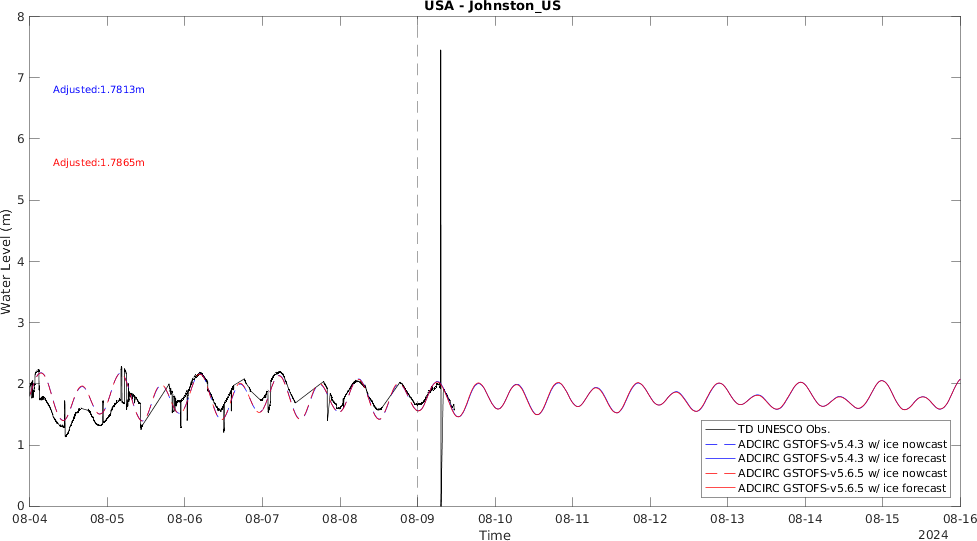 USA - Johnston_US
8
7
6
5
4
3
2
1
0
Water Level (m)
Adjusted:1.7813m
Adjusted:1.7865m
TD UNESCO Obs.
ADCIRC GSTOFS-v5.4.3 w/ ice nowcast
ADCIRC GSTOFS-v5.4.3 w/ ice forecast
ADCIRC GSTOFS-v5.6.5 w/ ice nowcast
ADCIRC GSTOFS-v5.6.5 w/ ice forecast
08-04 08-05 08-06 08-07 08-08 08-09 08-10 08-11 08-12 08-13 08-14 08-15 08-16
Time
2024